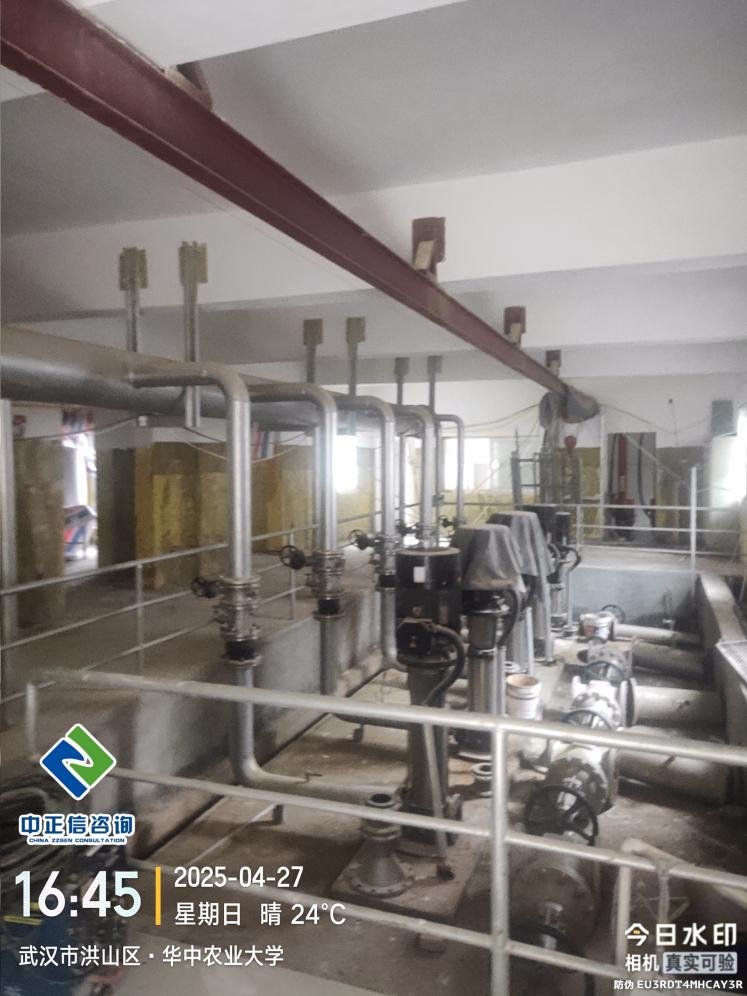 中正信咨询
CHINA ZZSEN CONSULTATION
16:45
2025-04-27
星期日 晴 24℃
武汉市洪山区·华中农业大学
今日水印
相机 真实可验
防伪 EU3RDT4MHCAY3R